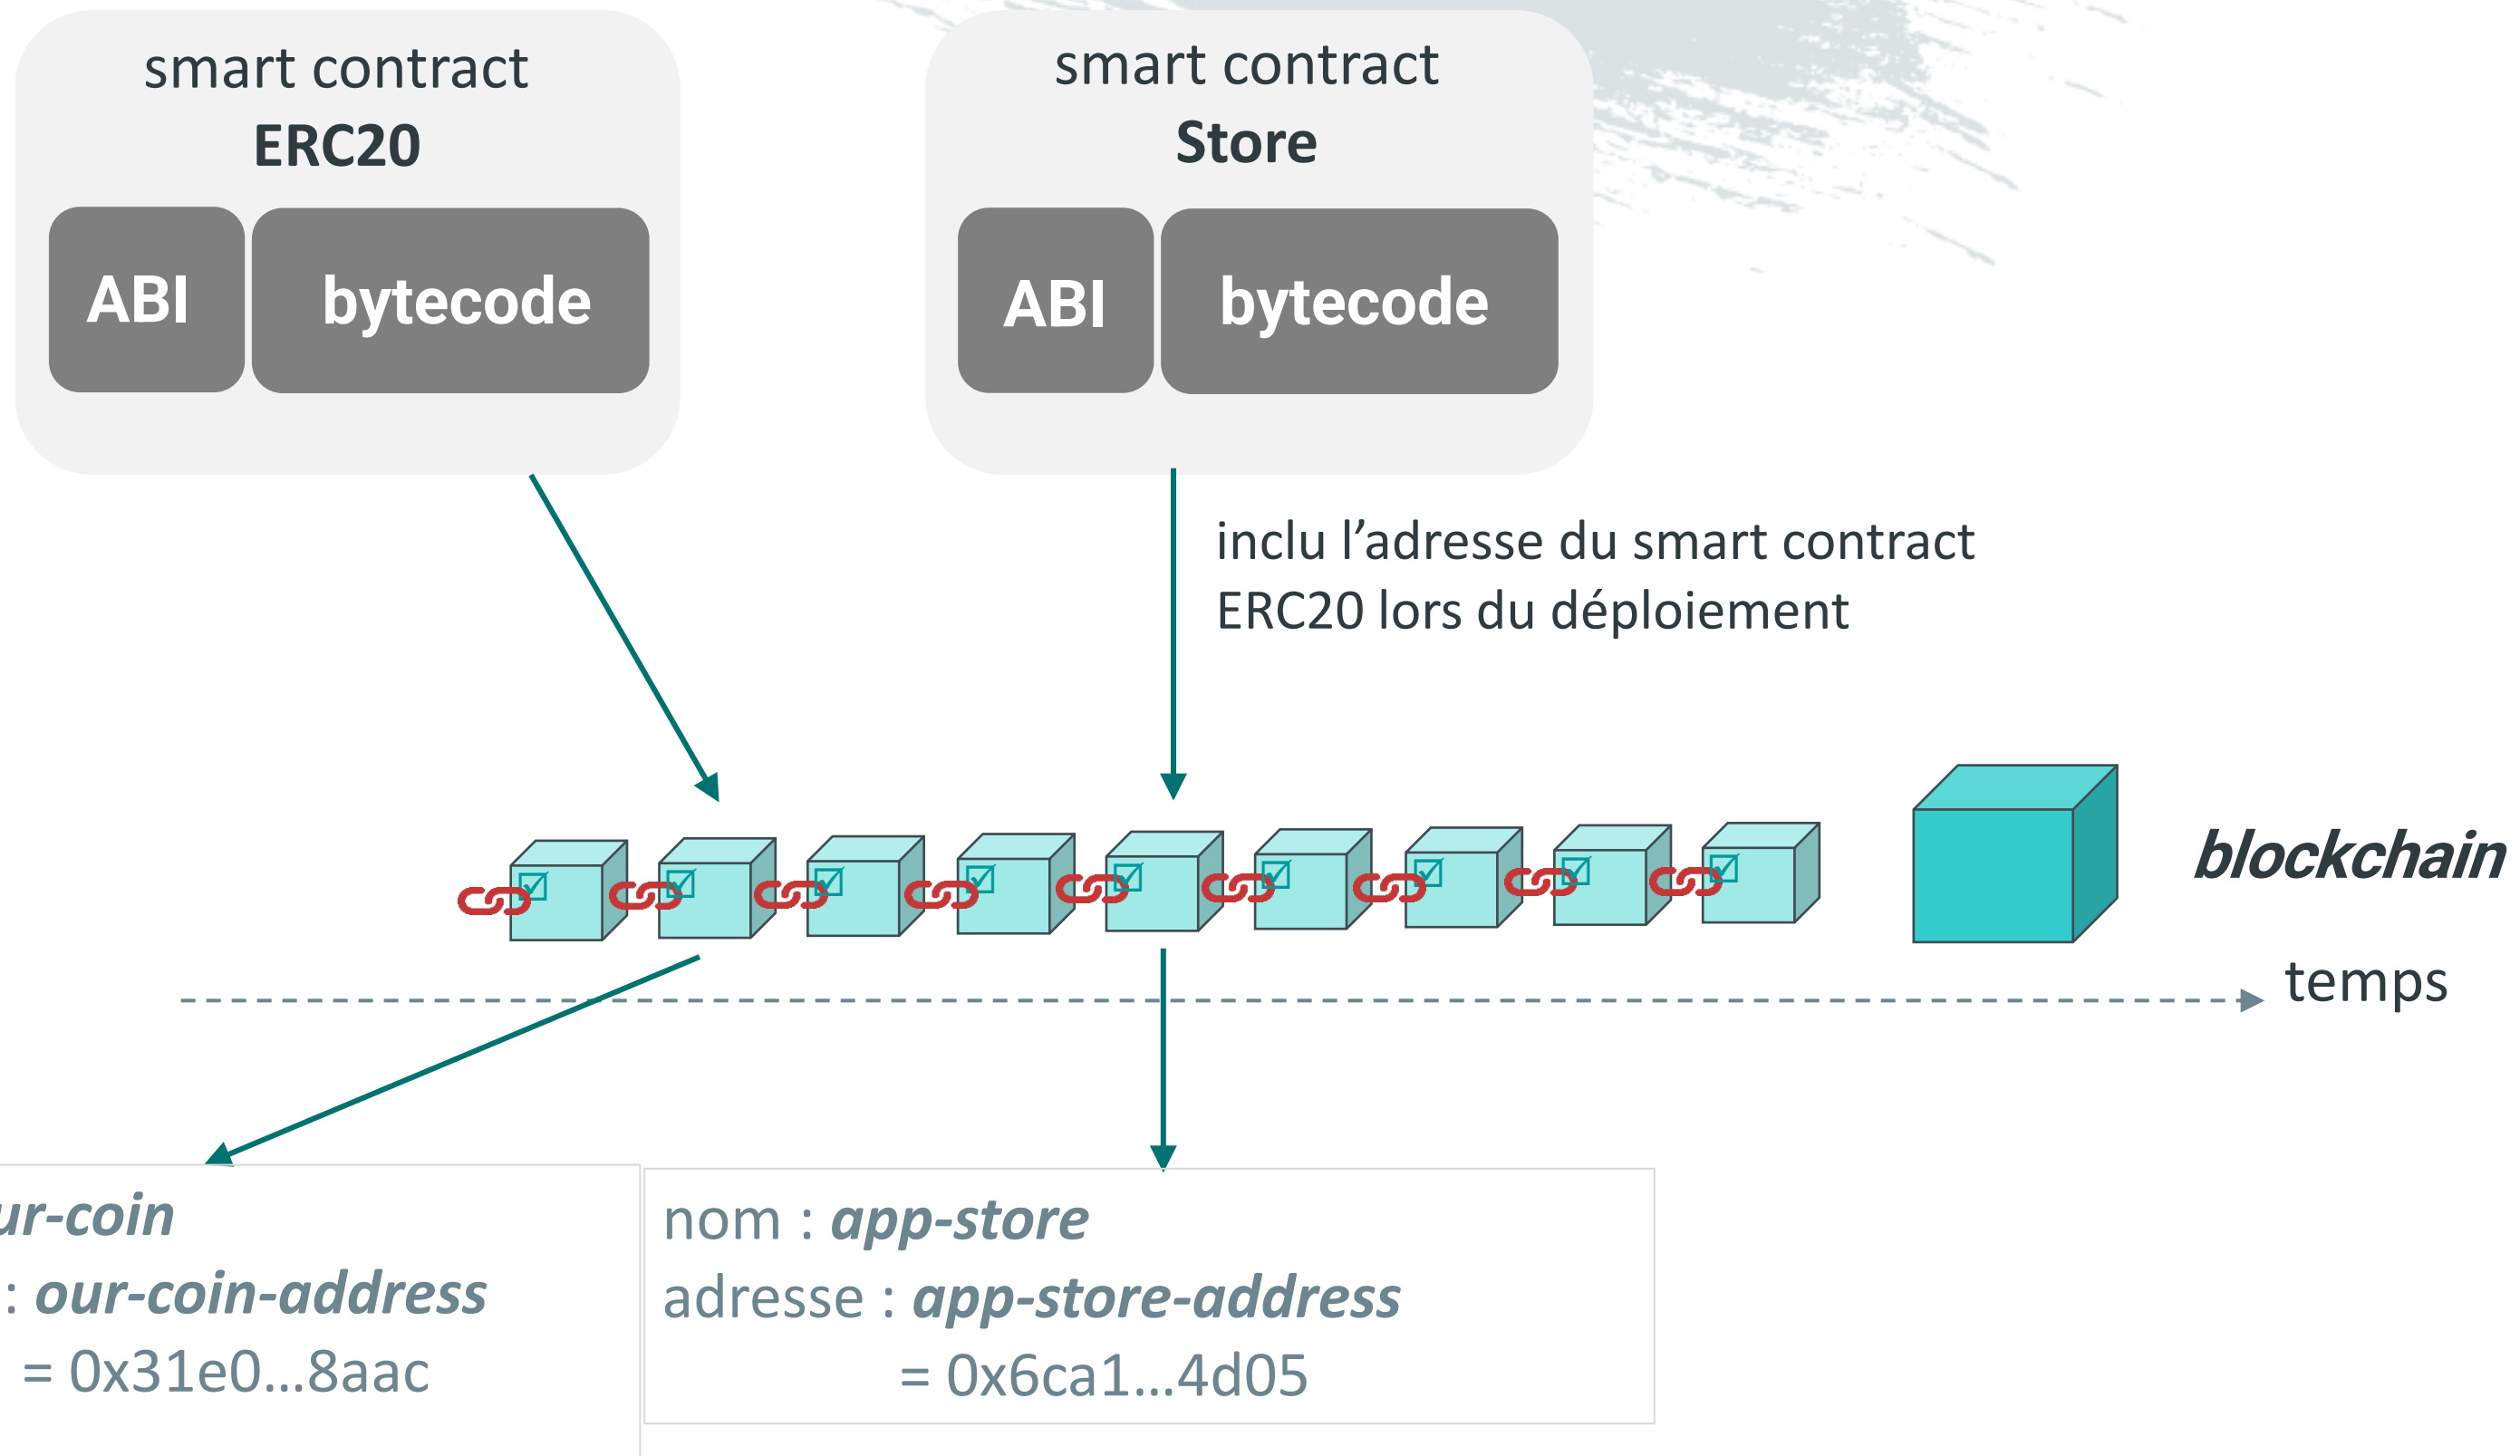 smart contract
ERC20
ABI
bytecode
smart contract
Store
ABI
bytecode
inclu l’adresse du smart contract
ERC20 lors du déploiement
blockchain
temps
ur-coin
: our-coin-address
= 0x31e0...8aac
nom : app-store
adresse : app-store-address
= 0x6ca1...4d05